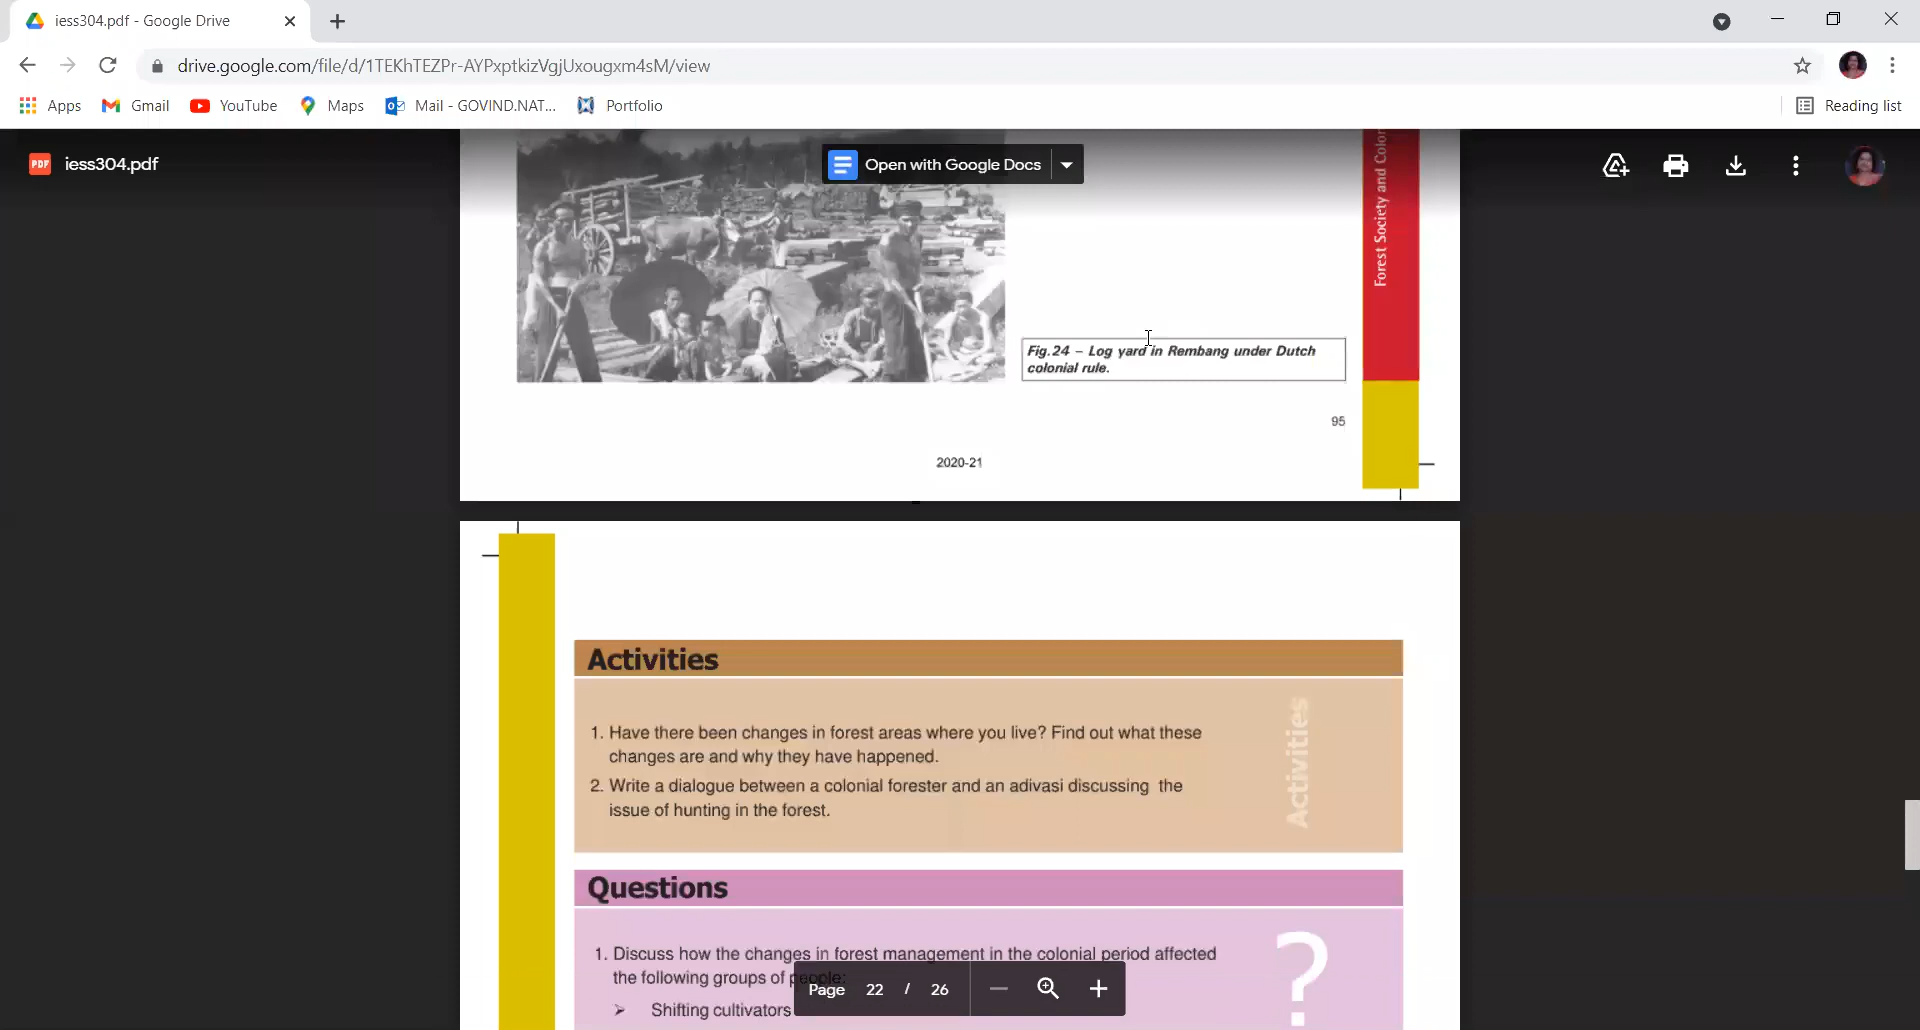 iess304.pdf - Google Drive
drive.google.com/file/d/1TEKhTEZPr-AYPxptkizVgjUxougxm4sM/view
Apps
Gmail
YouTube
Maps
Mail - GOVIND.NAT...
Portfolio
Reading list
PDF
iess304.pdf
Open with Google Docs
Forest Society and Color
Fig.24 – Log yard in Rembang under Dutch
colonial rule.
95
2020-21
Activities
1. Have there been changes in forest areas where you live? Find out what these
changes are and why they have happened.
2. Write a dialogue between a colonial forester and an adivasi discussing the
issue of hunting in the forest.
Activities
Questions
1. Discuss how the changes in forest management in the colonial period affected
the following groups of people:
➢ Shifting cultivators
?
Page 22 / 26